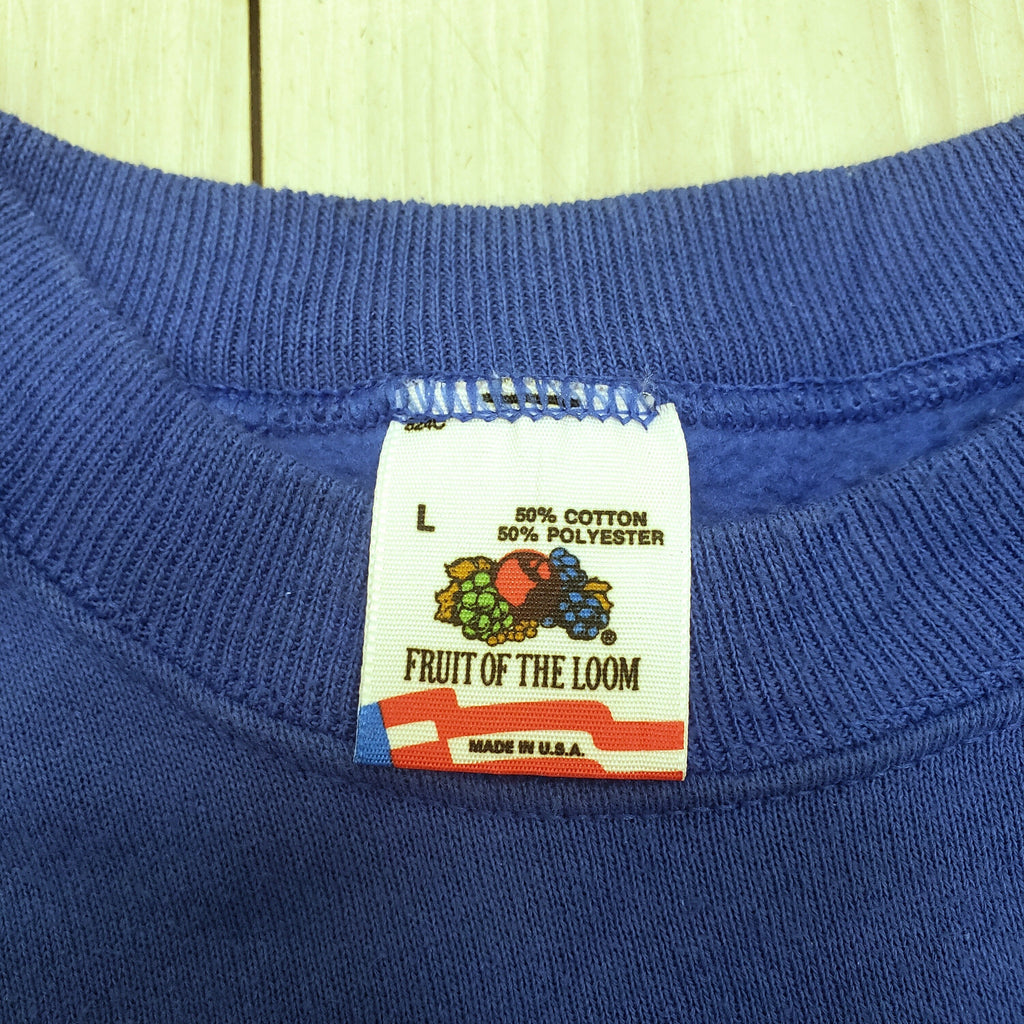 L
50% COTTON
50% POLYESTER
®
FRUIT OF THE LOOM
MADE IN U.S.A.